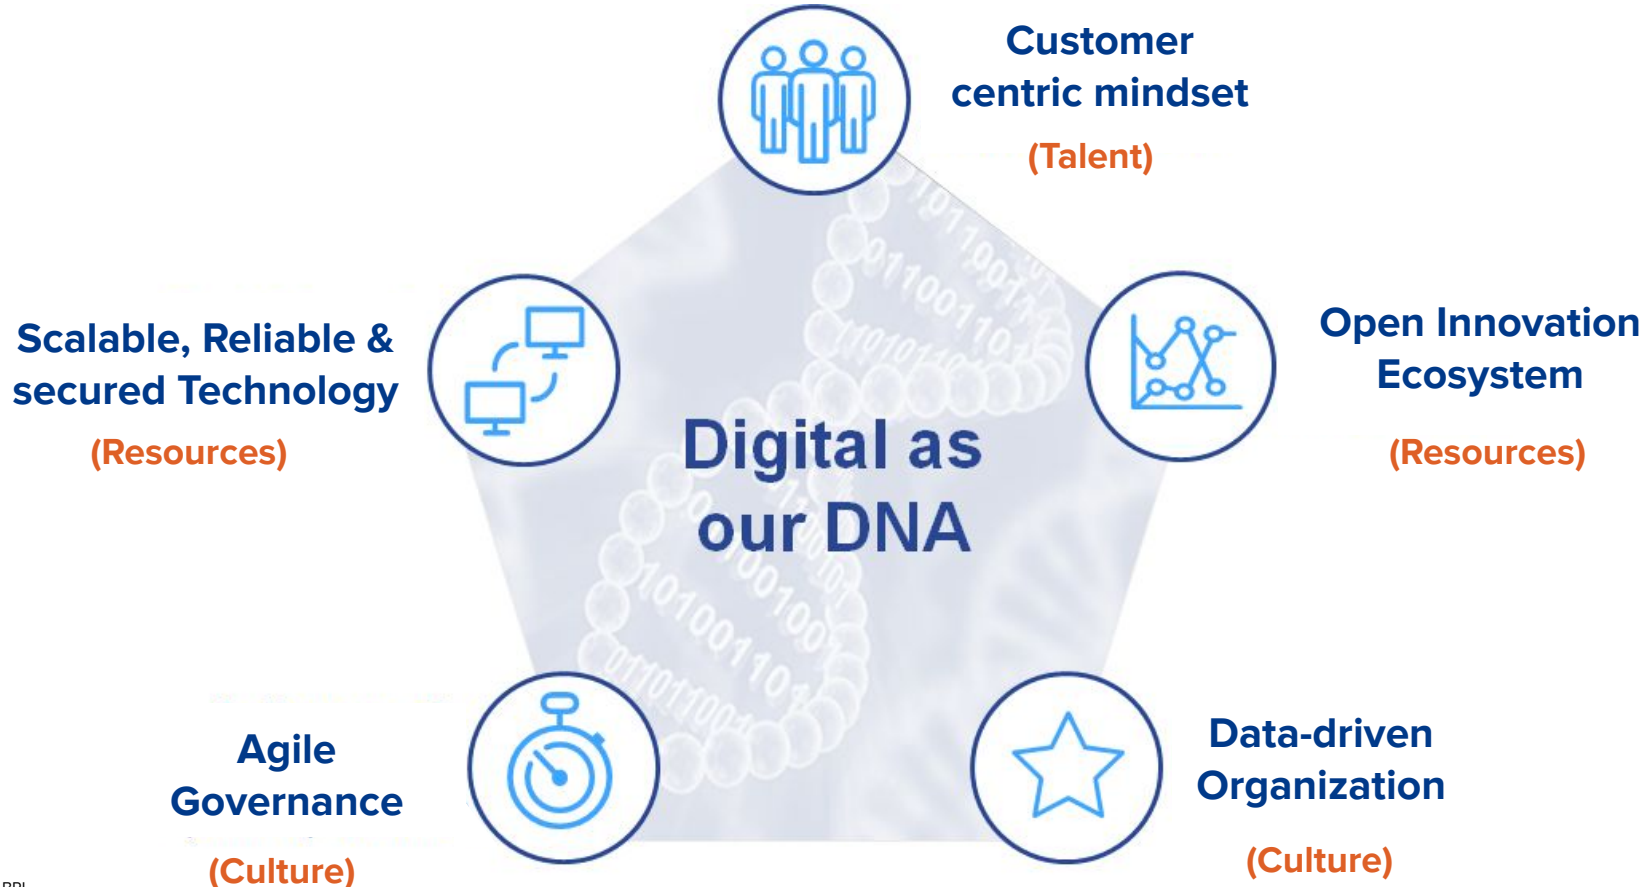 Customer
centric mindset
(Talent)
Scalable, Reliable &
secured Technology
(Resources)
Open Innovation
Ecosystem
(Resources)
Digital as
our DNA
Agile
Governance
(Culture)
Data-driven
Organization
(Culture)